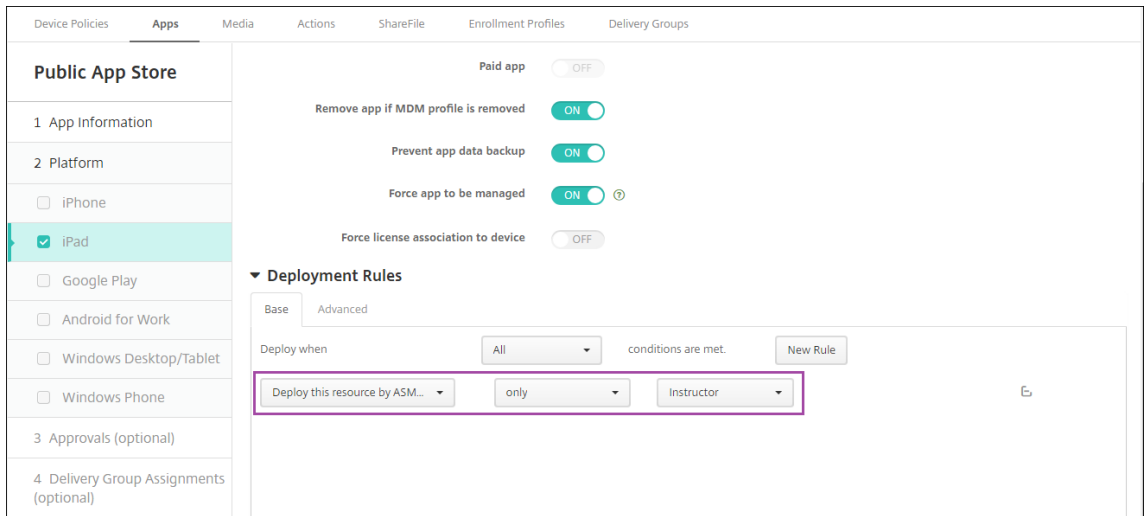 Device Policies Apps Media Actions ShareFile Enrollment Profiles Delivery Groups
Public App Store
1 App Information
2 Platform
iPhone
iPad
Google Play
Android for Work
Windows Desktop/Tablet
Windows Phone
3 Approvals (optional)
4 Delivery Group Assignments
(optional)
Paid app OFF
Remove app if MDM profile is removed ON
Prevent app data backup ON
Force app to be managed ON ?
Force license association to device OFF
Deployment Rules
Base Advanced
Deploy when All conditions are met. New Rule
Deploy this resource by ASM... only Instructor